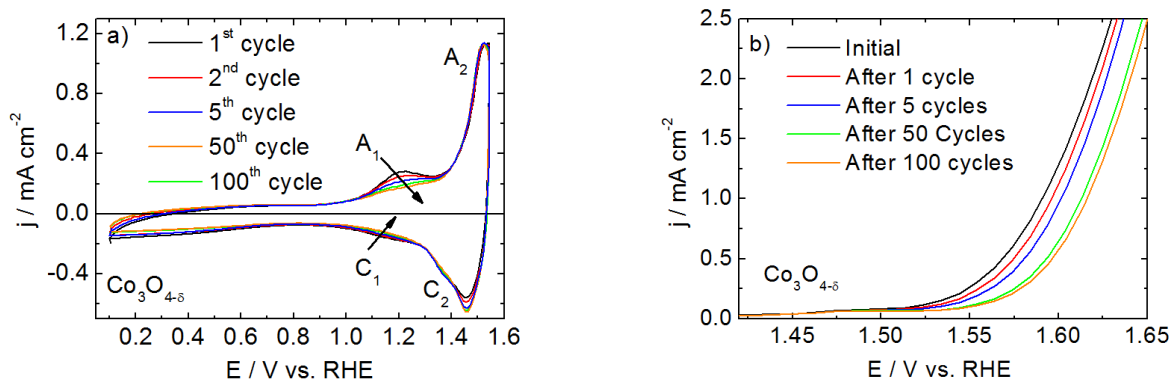 a)
1st cycle
2nd cycle
5th cycle
50th cycle
100th cycle
A1
A2
C1
C2
Co3O4-δ
1.2
0.8
0.4
0.0
-0.4
j / mA cm-2
0.2 0.4 0.6 0.8 1.0 1.2 1.4 1.6
E / V vs. RHE
b)
Initial
After 1 cycle
After 5 cycles
After 50 Cycles
After 100 cycles
Co3O4-δ
2.5
2.0
1.5
1.0
0.5
0.0
j / mA cm-2
1.45 1.50 1.55 1.60 1.65
E / V vs. RHE